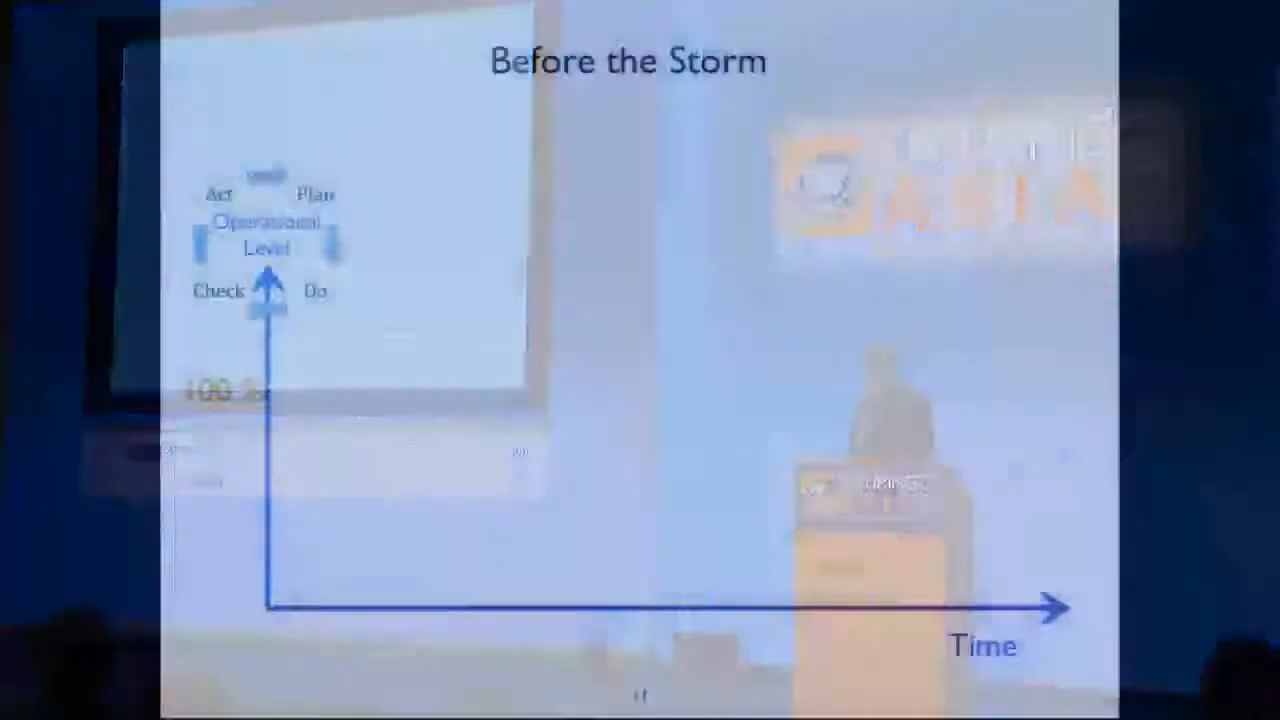 Before the Storm
Act Plan
Operational
Level
Check Do
100 %
ASIA
Time